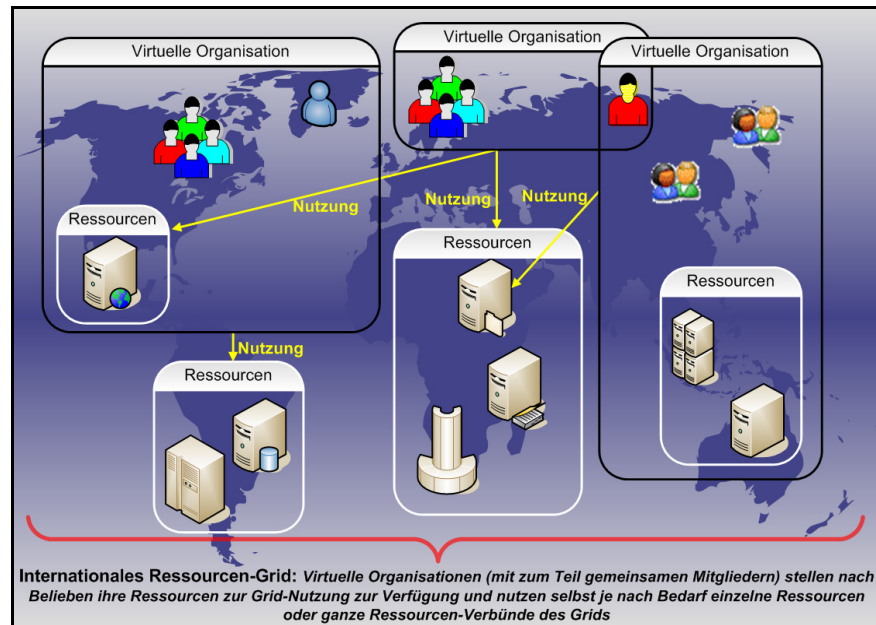 Virtuelle Organisation
Virtuelle Organisation
Virtuelle Organisation
Nutzung
Nutzung
Nutzung
Ressourcen
Ressourcen
Ressourcen
Nutzung
Ressourcen
Internationales Ressourcen-Grid: Virtuelle Organisationen (mit zum Teil gemeinsamen Mitgliedern) stellen nach
Belieben ihre Ressourcen zur Grid-Nutzung zur Verfügung und nutzen selbst je nach Bedarf einzelne Ressourcen
oder ganze Ressourcen-Verbünde des Grids